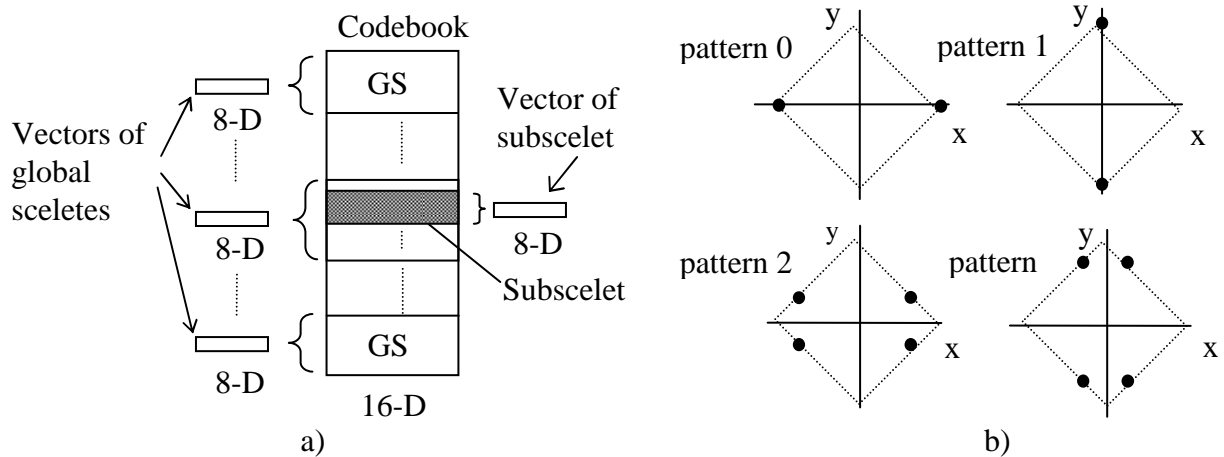 Codebook
GS
8-D
Vectors of
global
sceletes
8-D
8-D
GS
16-D
Vector of
subscelet
8-D
Subscelet
a)
pattern 0
y
x
pattern 1
y
x
pattern 2
y
x
pattern
y
x
b)